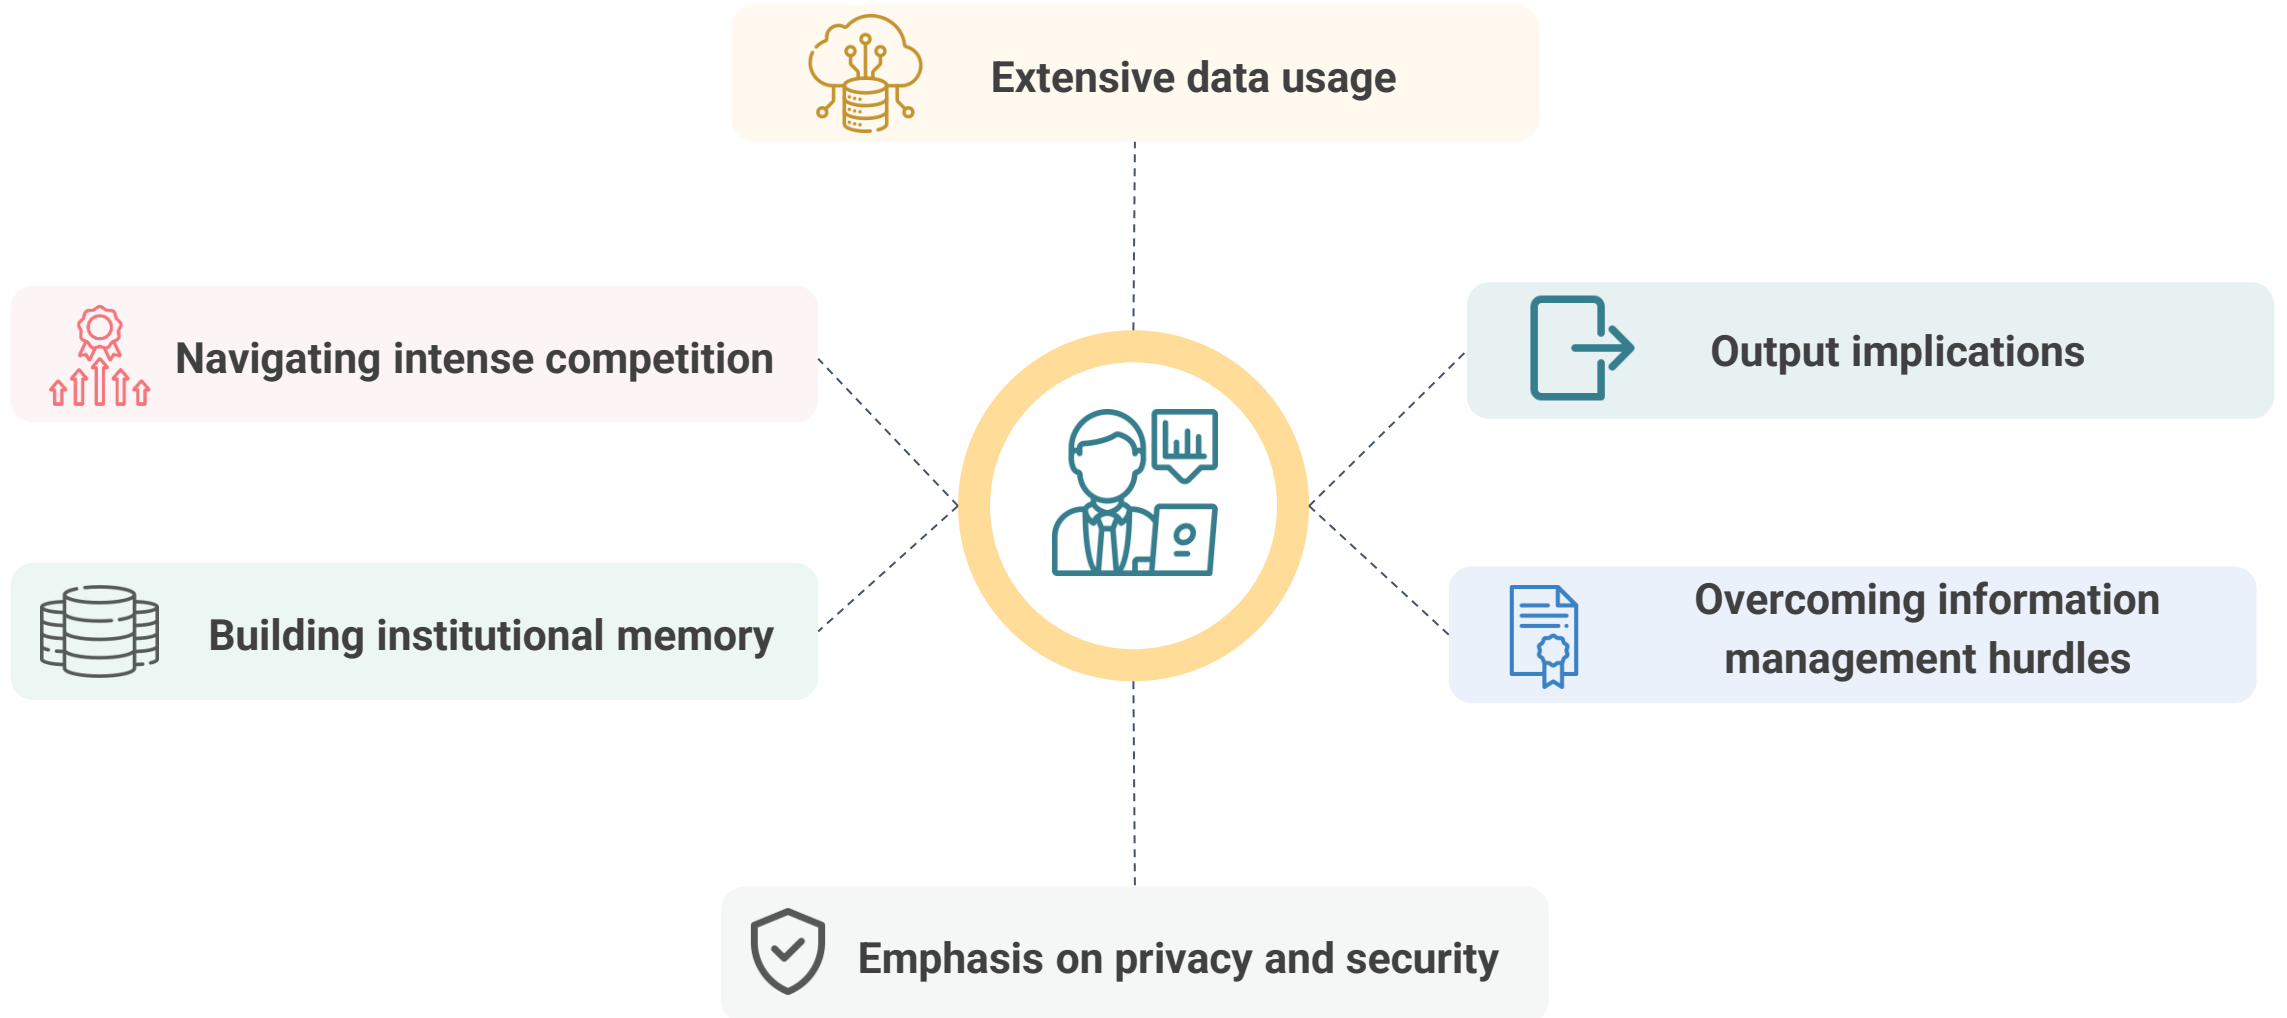 Extensive data usage
Navigating intense competition
Output implications
Building institutional memory
Overcoming information
management hurdles
Emphasis on privacy and security